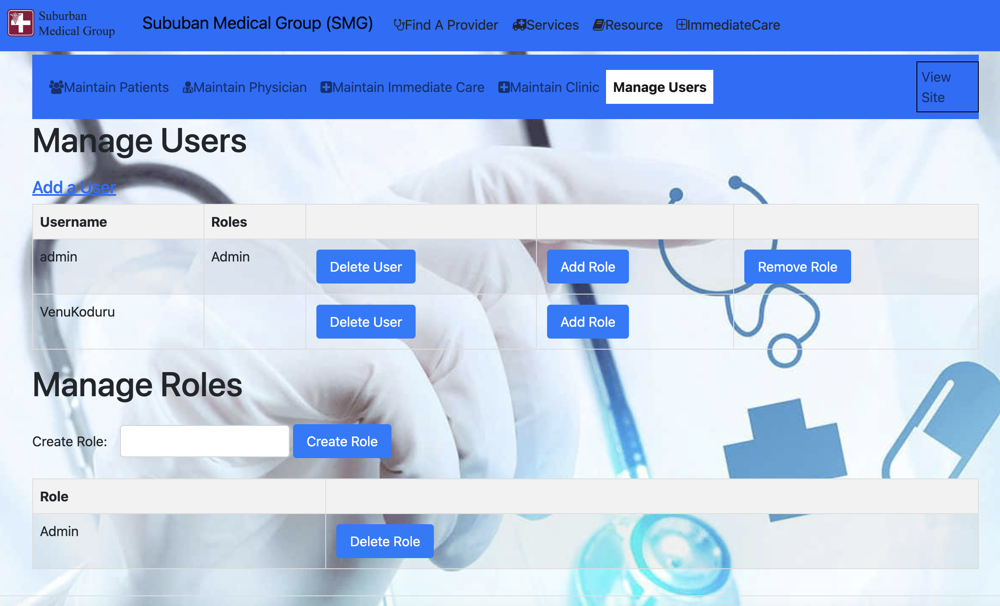 Suburban
Medical Group
Sububan Medical Group (SMG)
Find A Provider
Services
Resource
ImmediateCare
Maintain Patients
Maintain Physician
Maintain Immediate Care
Maintain Clinic
Manage Users
View
Site
Manage Users
Add a User
Username Roles
admin Admin Delete User Add Role Remove Role
VenuKoduru Delete User Add Role
Manage Roles
Create Role: Create Role
Role
Admin Delete Role